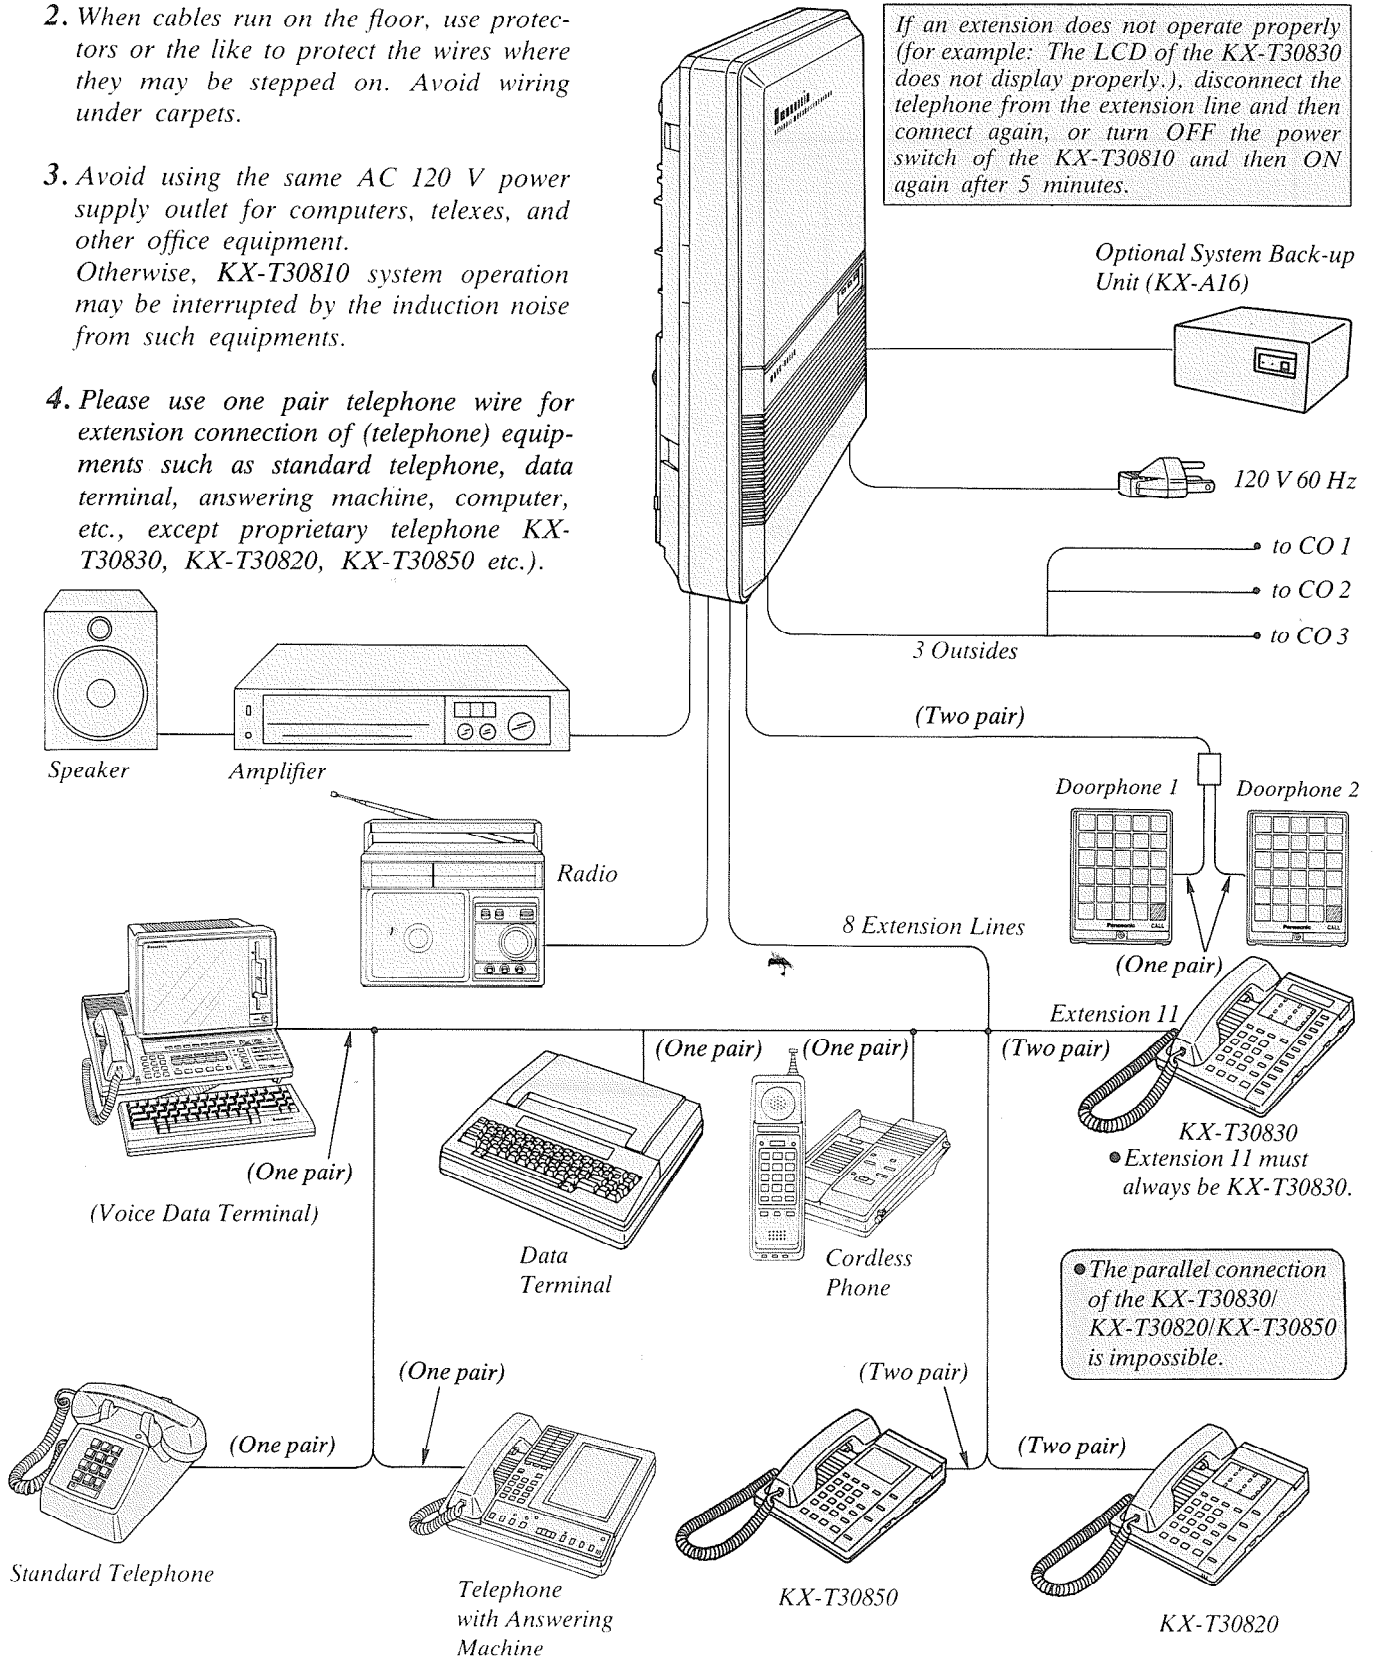 2. When cables run on the floor, use protec-
tors or the like to protect the wires where
they may be stepped on. Avoid wiring
under carpets.
3. Avoid using the same AC 120 V power
supply outlet for computers, telexes, and
other office equipment.
Otherwise, KX-T30810 system operation
may be interrupted by the induction noise
from such equipments.
4. Please use one pair telephone wire for
extension connection of (telephone) equip-
ments such as standard telephone, data
terminal, answering machine, computer,
etc., except proprietary telephone KX-
T30830, KX-T30820, KX-T30850 etc.).
If an extension does not operate properly
(for example: The LCD of the KX-T30830
does not display properly.), disconnect the
telephone from the extension line and then
connect again, or turn OFF the power
switch of the KX-T30810 and then ON
again after 5 minutes.
Panasonic
Optional System Back-up
Unit (KX-A16)
120 V 60 Hz
to CO 1
to CO 2
to CO 3
3 Outsides
(Two pair)
Speaker
Amplifier
Doorphone 1
Doorphone 2
Panasonic CALL
Panasonic CALL
(One pair)
Radio
8 Extension Lines
Extension 11
(One pair)
(One pair)
(Two pair)
KX-T30830
● Extension 11 must
always be KX-T30830.
(One pair)
(Voice Data Terminal)
Data
Terminal
Cordless
Phone
● The parallel connection
of the KX-T30830/
KX-T30820/KX-T30850
is impossible.
(One pair)
(Two pair)
(One pair)
(Two pair)
Standard Telephone
Telephone
with Answering
Machine
KX-T30850
KX-T30820